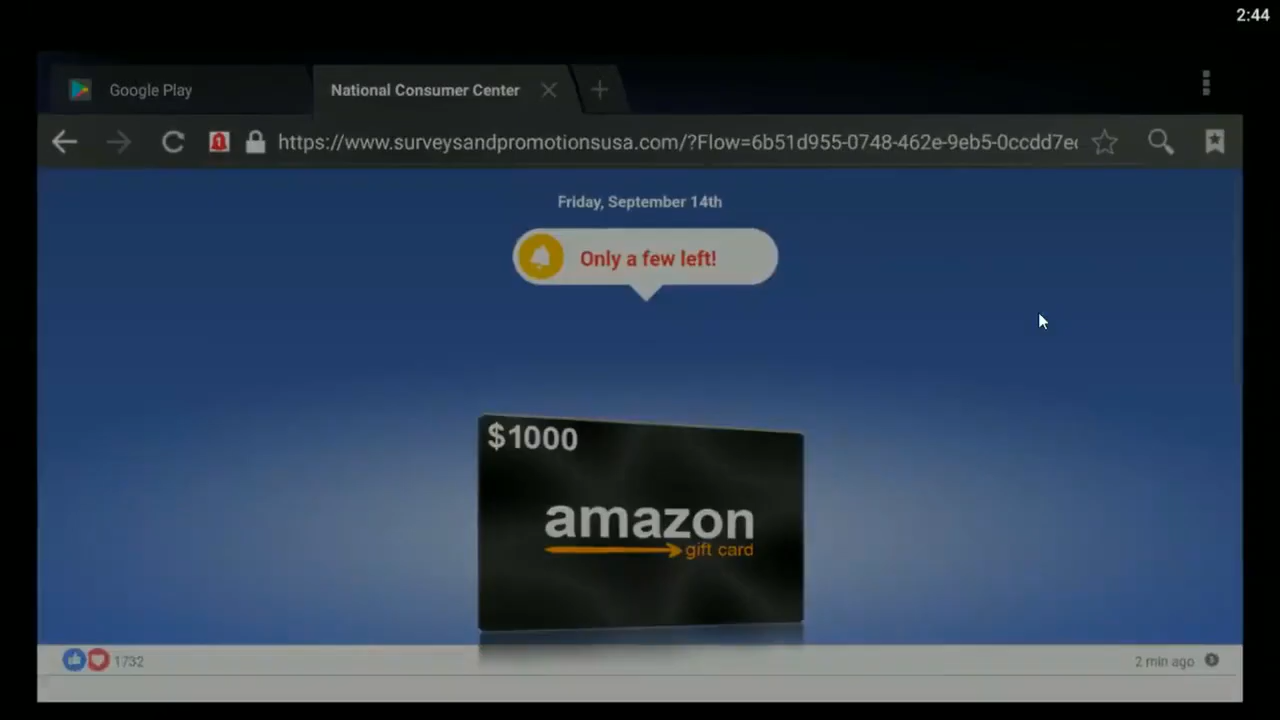 2:44
Google Play
National Consumer Center
https://www.surveysandpromotionsusa.com/?Flow=6b51d955-0748-462e-9eb5-0ccdd7e
Friday, September 14th
Only a few left!
$1000
amazon
gift card
1732
2 min ago